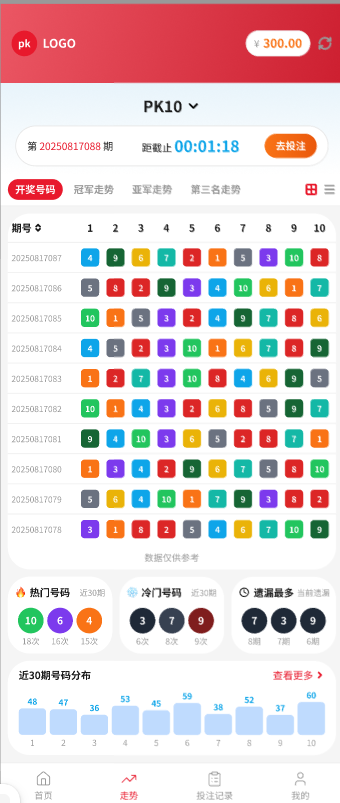 pk LOGO ¥ 300.00
PK10
第 20250817088 期 距截止 00:01:18 去投注
开奖号码 冠军走势 亚军走势 第三名走势
期号 1 2 3 4 5 6 7 8 9 10
20250817087 4 9 6 7 2 1 5 3 10 8
20250817086 5 8 2 9 3 4 10 6 1 7
20250817085 10 1 5 3 2 4 9 7 8 6
20250817084 4 5 2 3 10 1 6 7 8 9
20250817083 1 2 7 3 10 8 4 6 9 5
20250817082 10 1 4 3 2 6 8 5 9 7
20250817081 9 4 10 3 6 5 2 8 7 1
20250817080 1 3 4 2 9 6 7 5 8 10
20250817079 5 6 4 10 1 7 9 3 8 2
20250817078 3 1 8 2 5 4 6 7 10 9
数据仅供参考
热门号码 近30期
10 6 4
18次 16次 15次
冷门号码 近30期
3 7 9
6次 8次 9次
遗漏最多 当前遗漏
7 3 9
8期 7期 6期
近30期号码分布 查看更多
48 47 36 53 45 59 38 52 37 60
1 2 3 4 5 6 7 8 9 10
首页 走势 投注记录 我的